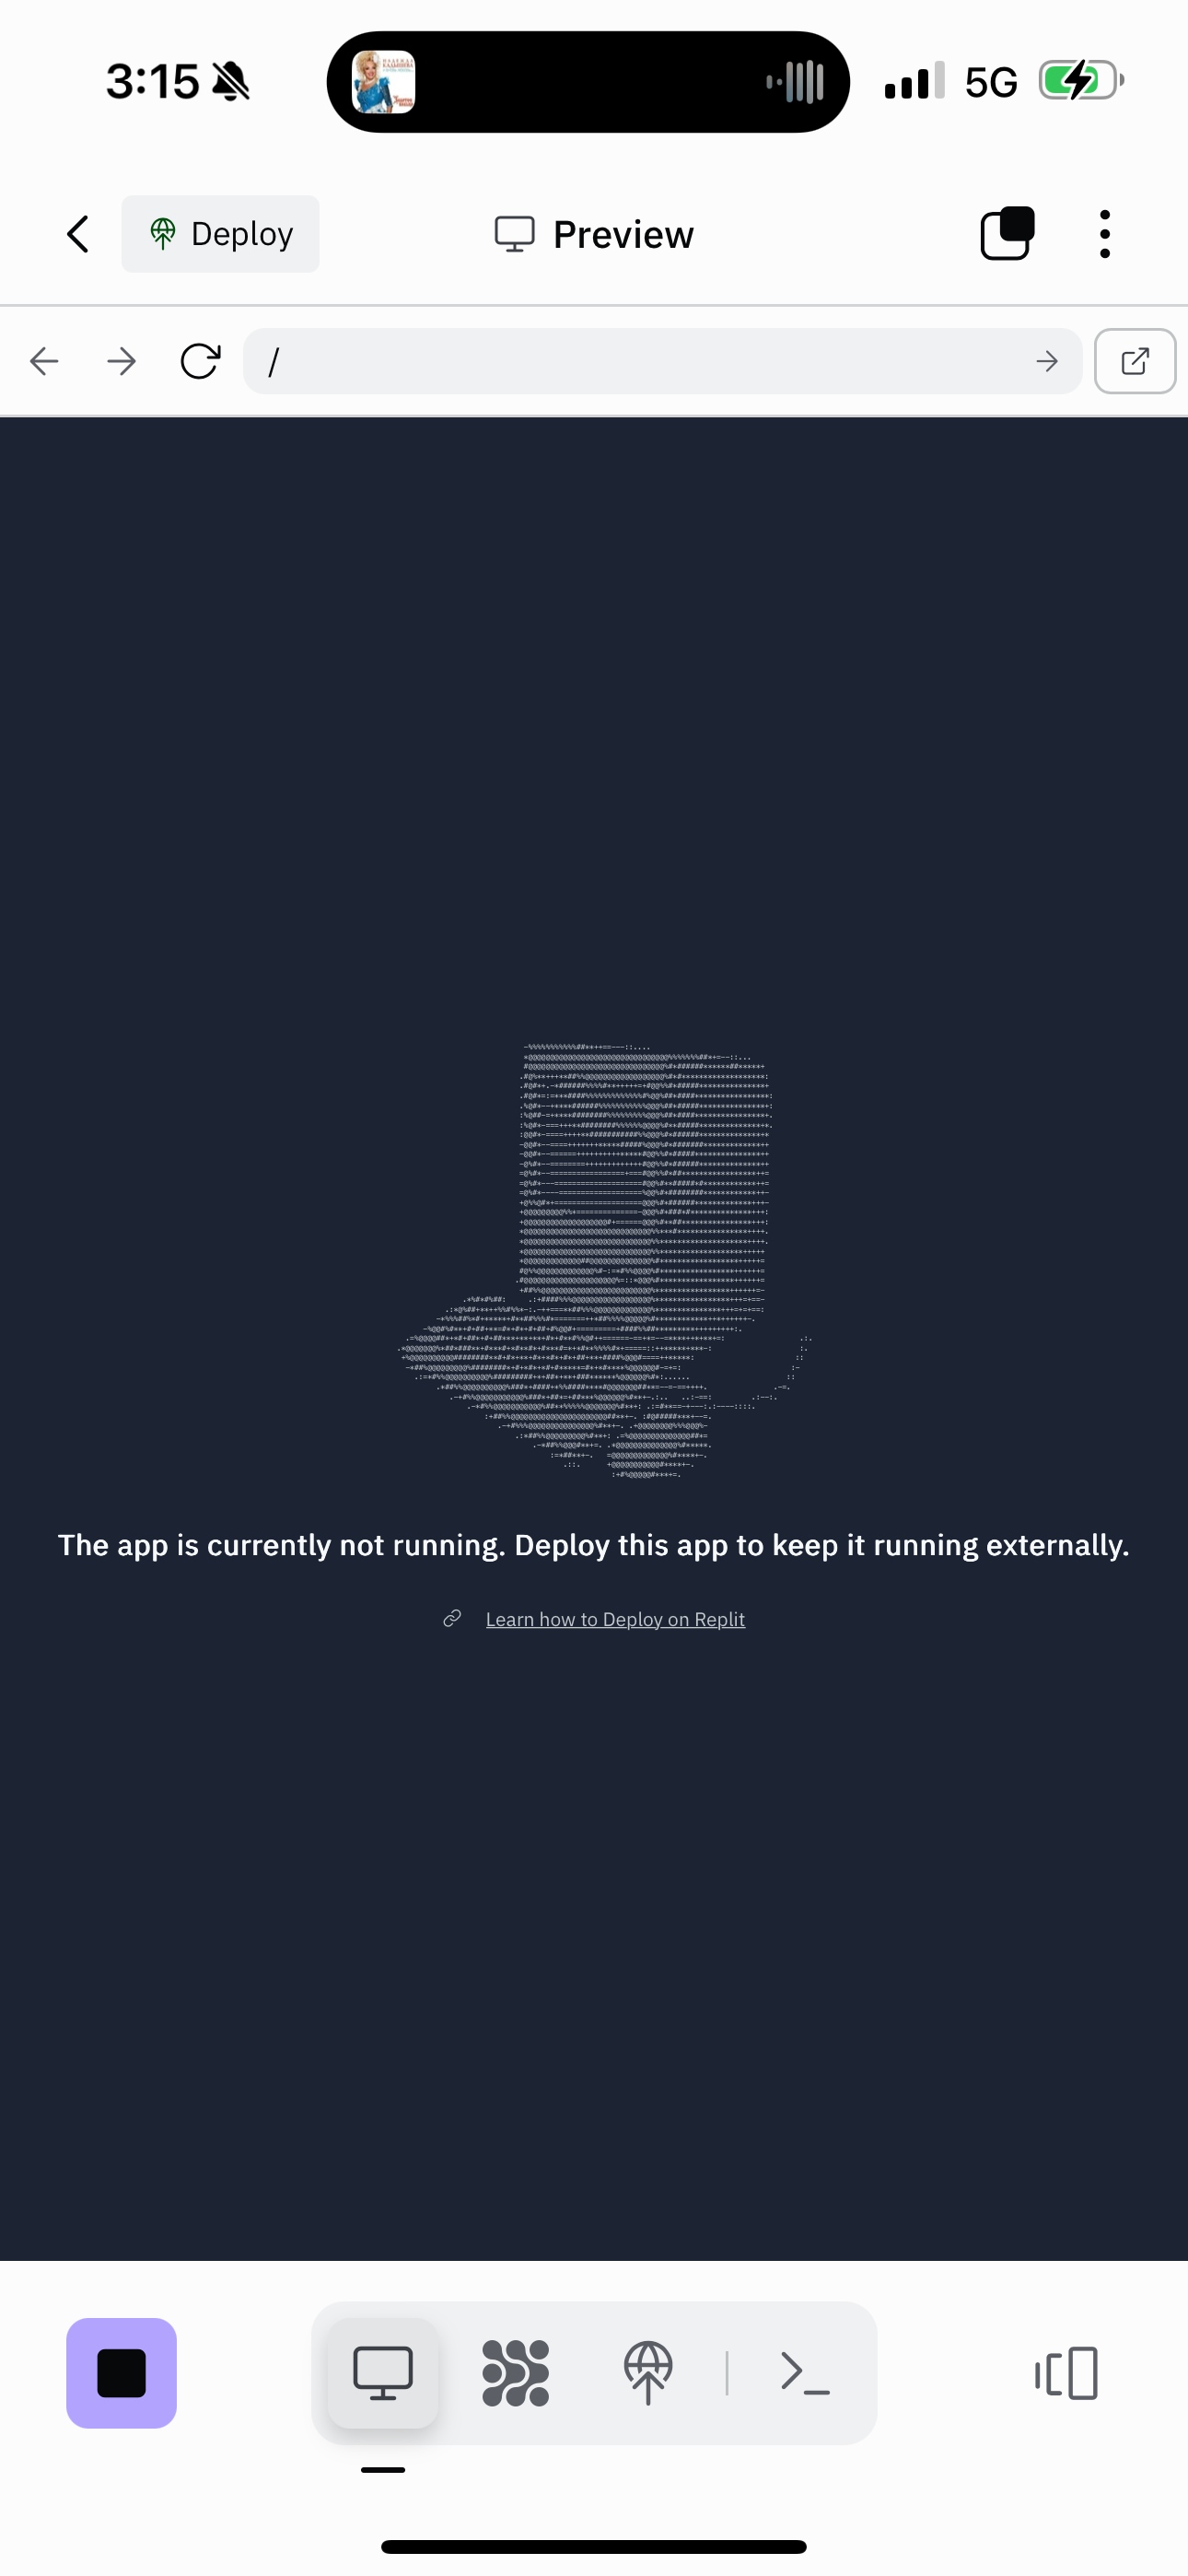 3:15
5G
Deploy
Preview
/
The app is currently not running. Deploy this app to keep it running externally.
Learn how to Deploy on Replit